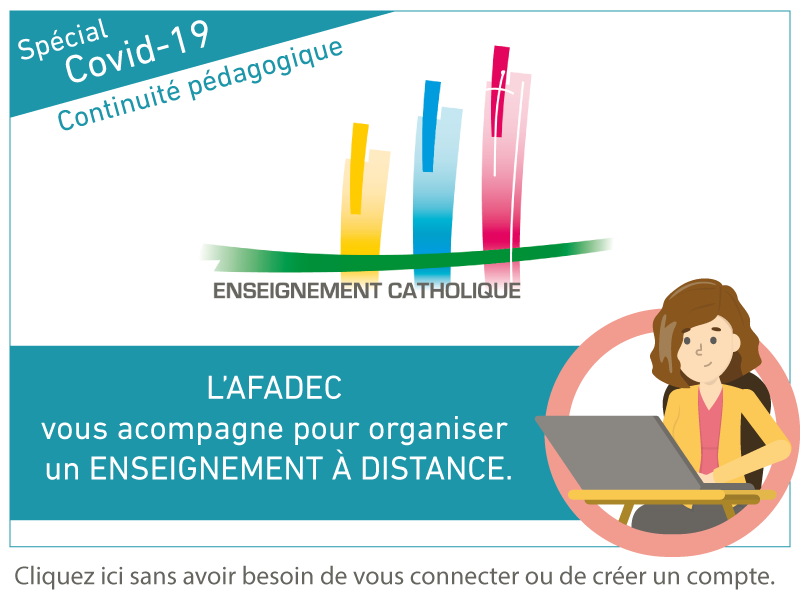 Spécial
Covid-19
Continuité pédagogique
ENSEIGNEMENT CATHOLIQUE
L'AFADEC
vous acompagne pour organiser
un ENSEIGNEMENT À DISTANCE.
Cliquez ici sans avoir besoin de vous connecter ou de créer un compte.